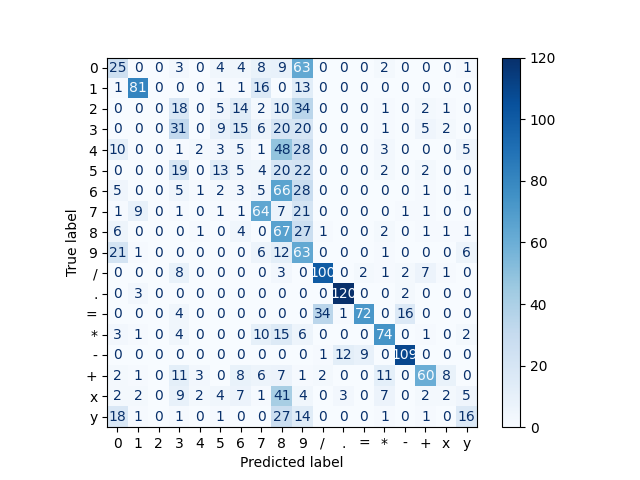 0 25 0 0 3 0 4 4 8 9 63 0 0 0 2 0 0 0 1
1 1 81 0 0 0 1 1 16 0 13 0 0 0 0 0 0 0 0
2 0 0 0 18 0 5 14 2 10 34 0 0 0 1 0 2 1 0
3 0 0 0 31 0 9 15 6 20 20 0 0 0 1 0 5 2 0
4 10 0 0 1 2 3 5 1 48 28 0 0 0 3 0 0 0 5
5 0 0 0 19 0 13 5 4 20 22 0 0 0 2 0 2 0 0
6 5 0 0 5 1 2 3 5 66 28 0 0 0 0 0 1 0 1
7 1 9 0 1 0 1 1 64 7 21 0 0 0 0 1 1 0 0
8 6 0 0 0 1 0 4 0 67 27 1 0 0 2 0 1 1 1
9 21 1 0 0 0 0 0 6 12 63 0 0 0 0 0 0 0 6
/ 0 0 0 8 0 0 0 0 3 0 100 0 2 1 2 7 1 0
. 0 3 0 0 0 0 0 0 0 0 0 120 0 0 2 0 0 0
= 0 0 0 4 0 0 0 0 0 0 34 1 72 0 16 0 0 0
* 3 1 0 4 0 0 0 10 15 6 0 0 0 74 0 1 0 2
- 0 0 0 0 0 0 0 0 0 0 1 12 9 0 109 0 0 0
+ 2 1 0 11 3 0 8 6 7 1 2 0 0 11 0 60 8 0
x 2 2 0 9 2 4 7 1 41 4 0 3 0 7 0 2 2 5
y 18 1 0 1 0 1 0 0 27 14 0 0 0 1 0 1 0 16
0 1 2 3 4 5 6 7 8 9 / . = * - + x y
Predicted label
True label
120
100
80
60
40
20
0